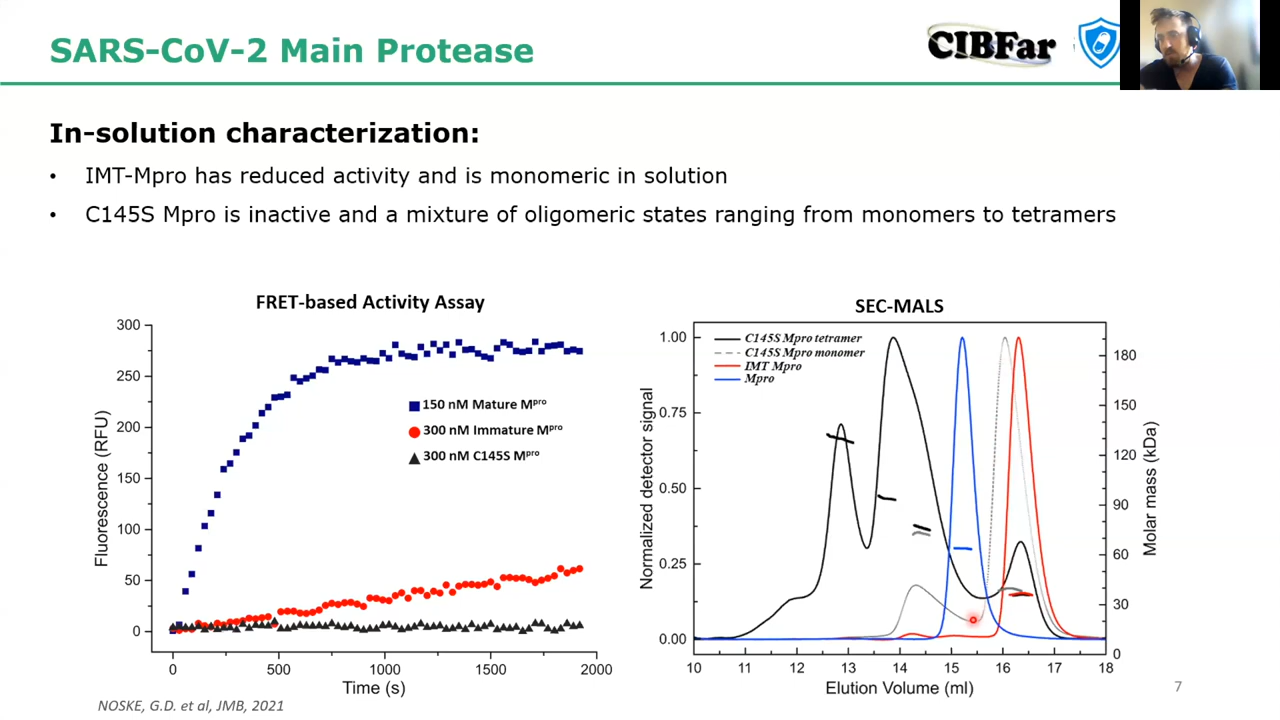 SARS-CoV-2 Main Protease
CIBFar
In-solution characterization:
• IMT-Mpro has reduced activity and is monomeric in solution
• C145S Mpro is inactive and a mixture of oligomeric states ranging from monomers to tetramers
FRET-based Activity Assay
300
250
200
150
100
50
0
Fluorescence (RFU)
150 nM Mature Mpro
300 nM Immature Mpro
300 nM C145S Mpro
0 500 1000 1500 2000
Time (s)
NOSKE, G.D. et al, JMB, 2021
SEC-MALS
1.00
0.75
0.50
0.25
0.00
Normalized detector signal
C145S Mpro tetramer
C145S Mpro monomer
IMT Mpro
Mpro
180
150
120
90
60
30
0
Molar mass (kDa)
10 11 12 13 14 15 16 17 18
Elution Volume (ml)
7